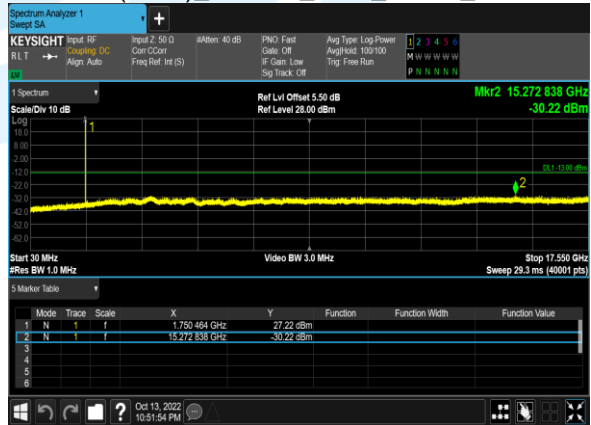 Spectrum Analyzer 1
Swept SA
KEYSIGHT
RLT
LV
Input: RF
Coupling: DC
Align: Auto
Input Z: 50 Ω
Corr CCorr
Freq Ref: Int (S)
#Atten: 40 dB
PNO: Fast
Gate: Off
IF Gain: Low
Sig Track: Off
Avg Type: Log-Power
Avg|Hold: 100/100
Trig: Free Run
1 2 3 4 5 6
M W W W W W
P N N N N N
1 Spectrum
Scale/Div 10 dB
Ref Lvl Offset 5.50 dB
Ref Level 28.00 dBm
Mkr2 15.272 838 GHz
-30.22 dBm
Log
1
18.0
8.00
-2.00
-12.0
DL1 -13.00 dBm
-22.0
2
-32.0
-42.0
-52.0
-62.0
Start 30 MHz
#Res BW 1.0 MHz
Video BW 3.0 MHz
Stop 17.550 GHz
Sweep 29.3 ms (40001 pts)
5 Marker Table
Mode Trace Scale X Y Function Function Width Function Value
1 N 1 f 1.750 464 GHz 27.22 dBm
2 N 1 f 15.272 838 GHz -30.22 dBm
3
4
5
6
?
Oct 13, 2022
10:51:54 PM